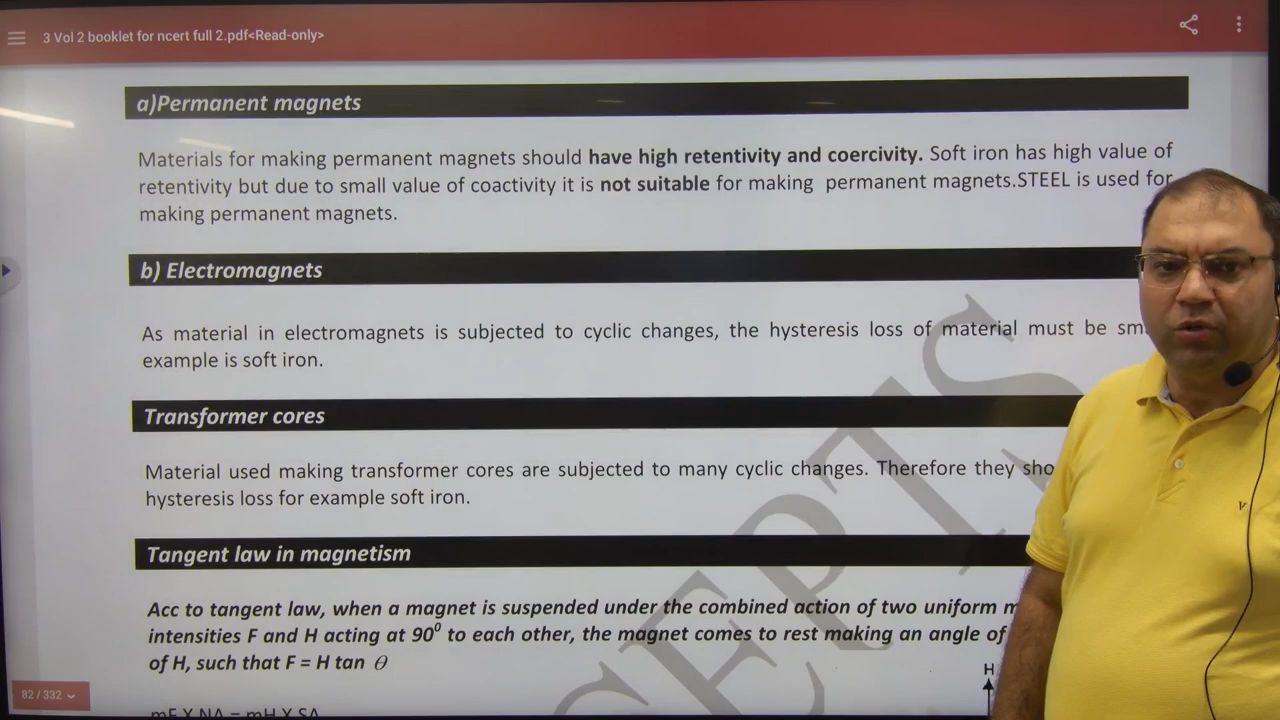 3 Vol 2 booklet for ncert full 2.pdf<Read-only>
a)Permanent magnets
Materials for making permanent magnets should have high retentivity and coercivity. Soft iron has high value of
retentivity but due to small value of coactivity it is not suitable for making permanent magnets.STEEL is used for
making permanent magnets.
b) Electromagnets
As material in electromagnets is subjected to cyclic changes, the hysteresis loss of material must be
example is soft iron.
Transformer cores
Material used making transformer cores are subjected to many cyclic changes. Therefore they
hysteresis loss for example soft iron.
Tangent law in magnetism
Acc to tangent law, when a magnet is suspended under the combined action of two uniform
intensities F and H acting at 90⁰ to each other, the magnet comes to rest making an angle of
of H, such that F = H tan θ
H
82 / 332
mF X NA = mH X SA
V